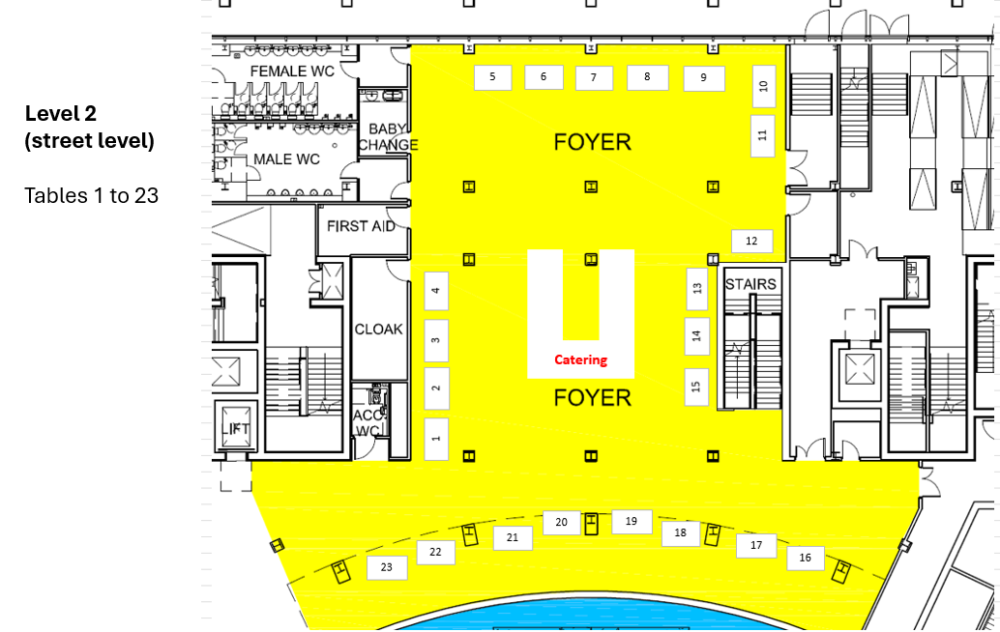 Level 2
(street level)
Tables 1 to 23
FEMALE WC
BABY
CHANGE
MALE WC
FIRST AID
CLOAK
ACC.
WC
LIFT
FOYER
STAIRS
Catering
FOYER
5
6
7
8
9
10
11
12
4
3
2
1
13
14
15
20
19
21
18
22
17
23
16